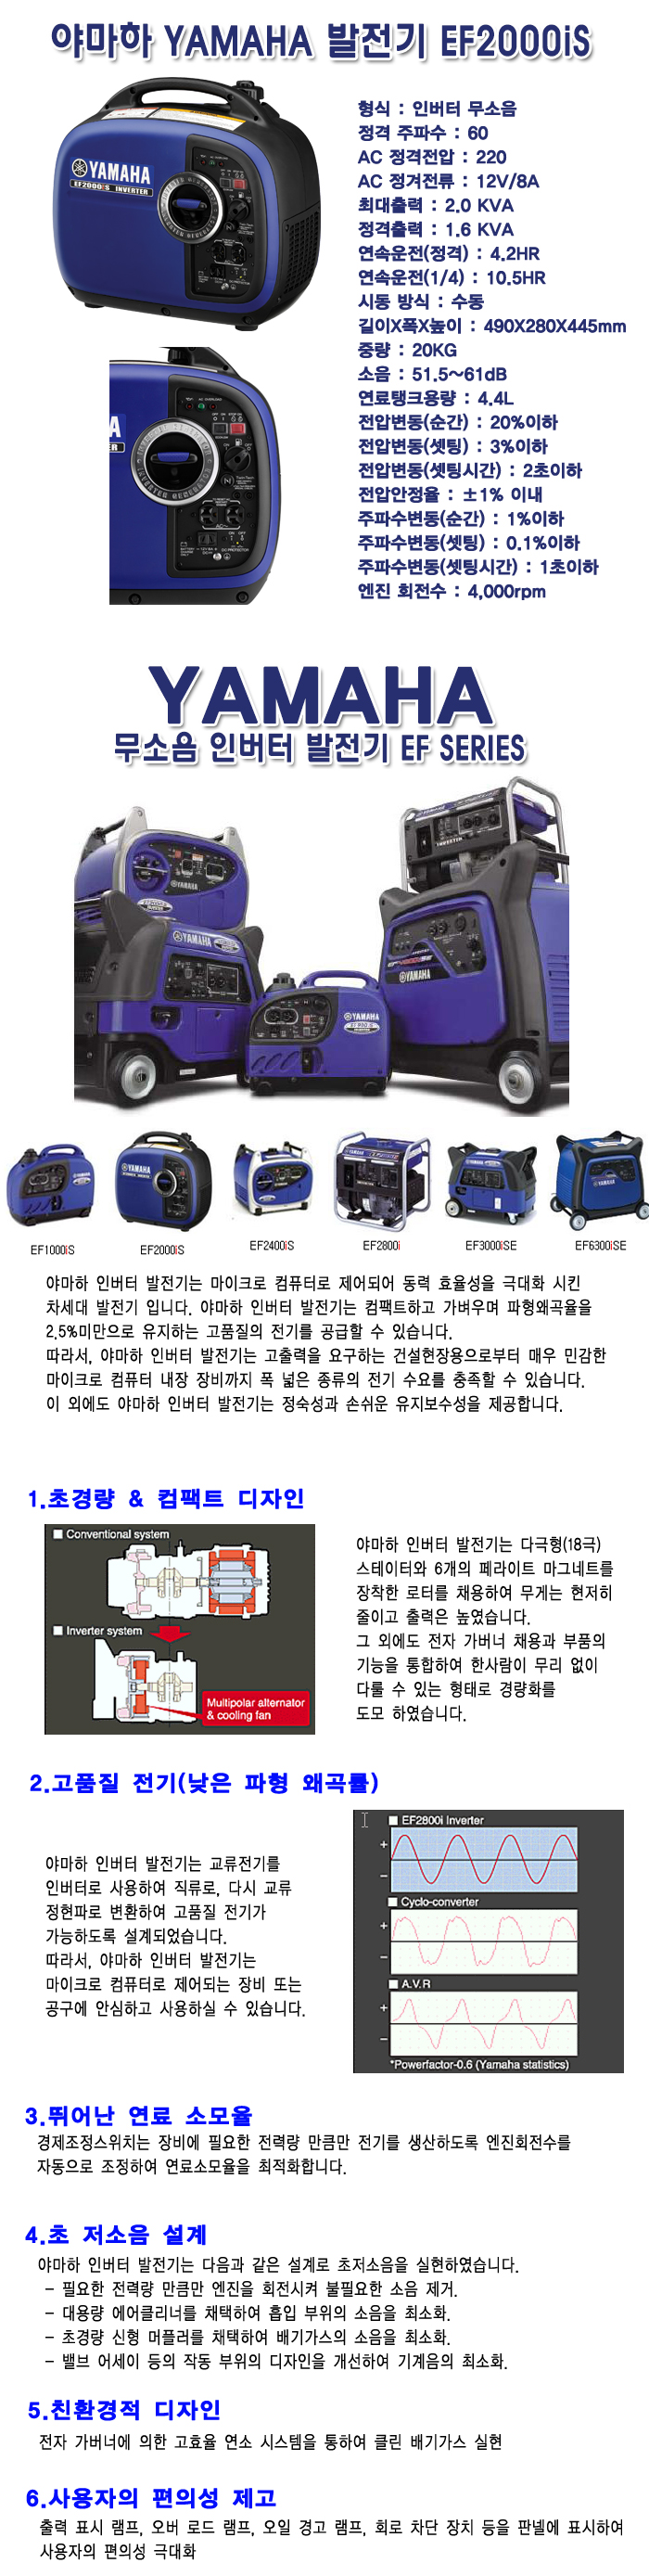 야마하 YAMAHA 발전기 EF2000iS
형식 : 인버터 무소음
정격 주파수 : 60
AC 정격전압 : 220
AC 정겨전류 : 12V/8A
최대출력 : 2.0 KVA
정격출력 : 1.6 KVA
연속운전(정격) : 4.2HR
연속운전(1/4) : 10.5HR
시동 방식 : 수동
길이X폭X높이 : 490X280X445mm
중량 : 20KG
소음 : 51.5~61dB
연료탱크용량 : 4.4L
전압변동(순간) : 20%이하
전압변동(셋팅) : 3%이하
전압변동(셋팅시간) : 2초이하
전압안정율 : ±1% 이내
주파수변동(순간) : 1%이하
주파수변동(셋팅) : 0.1%이하
주파수변동(셋팅시간) : 1초이하
엔진 회전수 : 4,000rpm
YAMAHA
EF2000iS INVERTER
YAMAHA
무소음 인버터 발전기 EF SERIES
YAMAHA
YAMAHA
YAMAHA
YAMAHA
INVERTER
EF1000iS
EF2000iS
EF2400iS
EF2800i
EF3000iSE
EF6300iSE
야마하 인버터 발전기는 마이크로 컴퓨터로 제어되어 동력 효율성을 극대화 시킨
차세대 발전기 입니다. 야마하 인버터 발전기는 컴팩트하고 가벼우며 파형왜곡율을
2.5%미만으로 유지하는 고품질의 전기를 공급할 수 있습니다.
따라서, 야마하 인버터 발전기는 고출력을 요구하는 건설현장용으로부터 매우 민감한
마이크로 컴퓨터 내장 장비까지 폭 넓은 종류의 전기 수요를 충족할 수 있습니다.
이 외에도 야마하 인버터 발전기는 정숙성과 손쉬운 유지보수성을 제공합니다.
1.초경량 & 컴팩트 디자인
Conventional system
Inverter system
Multipolar alternator
& cooling fan
야마하 인버터 발전기는 다극형(18극)
스테이터와 6개의 페라이트 마그네트를
장착한 로터를 채용하여 무게는 현저히
줄이고 출력은 높였습니다.
그 외에도 전자 가버너 채용과 부품의
기능을 통합하여 한사람이 무리 없이
다룰 수 있는 형태로 경량화를
도모 하였습니다.
2.고품질 전기(낮은 파형 왜곡률)
야마하 인버터 발전기는 교류전기를
인버터로 사용하여 직류로, 다시 교류
정현파로 변환하여 고품질 전기가
가능하도록 설계되었습니다.
따라서, 야마하 인버터 발전기는
마이크로 컴퓨터로 제어되는 장비 또는
공구에 안심하고 사용하실 수 있습니다.
EF2800i Inverter
+
−
Cyclo-converter
+
−
A.V.R
+
−
*Powerfactor-0.6 (Yamaha statistics)
3.뛰어난 연료 소모율
경제조정스위치는 장비에 필요한 전력량 만큼만 전기를 생산하도록 엔진회전수를
자동으로 조정하여 연료소모율을 최적화합니다.
4.초 저소음 설계
야마하 인버터 발전기는 다음과 같은 설계로 초저소음을 실현하였습니다.
- 필요한 전력량 만큼만 엔진을 회전시켜 불필요한 소음 제거.
- 대용량 에어클리너를 채택하여 흡입 부위의 소음을 최소화.
- 초경량 신형 머플러를 채택하여 배기가스의 소음을 최소화.
- 밸브 어세이 등의 작동 부위의 디자인을 개선하여 기계음의 최소화.
5.친환경적 디자인
전자 가버너에 의한 고효율 연소 시스템을 통하여 클린 배기가스 실현
6.사용자의 편의성 제고
출력 표시 램프, 오버 로드 램프, 오일 경고 램프, 회로 차단 장치 등을 판넬에 표시하여
사용자의 편의성 극대화